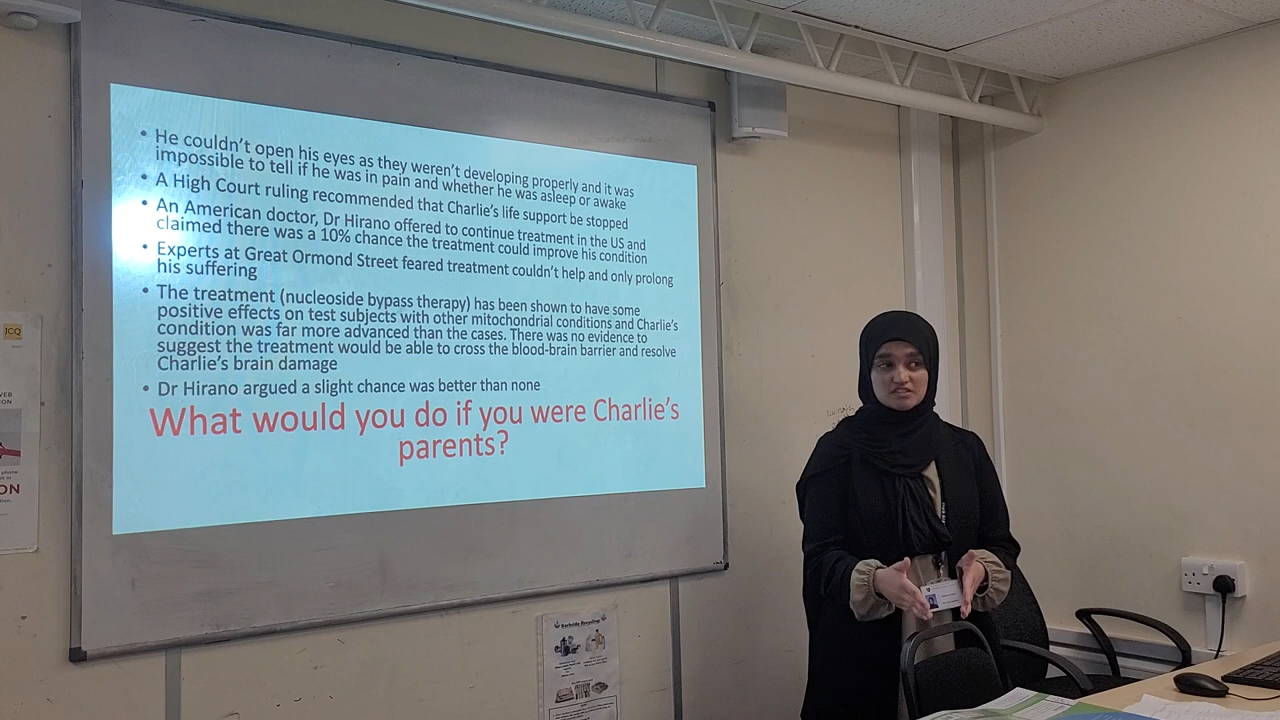 • He couldn't open his eyes as they weren't developing properly and it was
impossible to tell if he was in pain and whether he was asleep or awake
• A High Court ruling recommended that Charlie's life support be stopped
• An American doctor, Dr Hirano offered to continue treatment in the US and
claimed there was a 10% chance the treatment could improve his condition
• Experts at Great Ormond Street feared treatment couldn't help and only prolong
his suffering
• The treatment (nucleoside bypass therapy) has been shown to have some
positive effects on test subjects with other mitochondrial conditions and Charlie's
condition was far more advanced than the cases. There was no evidence to
suggest the treatment would be able to cross the blood-brain barrier and resolve
Charlie's brain damage
• Dr Hirano argued a slight chance was better than none
What would you do if you were Charlie's
parents?
JCQ
phone
ON
Kerbside Recycling